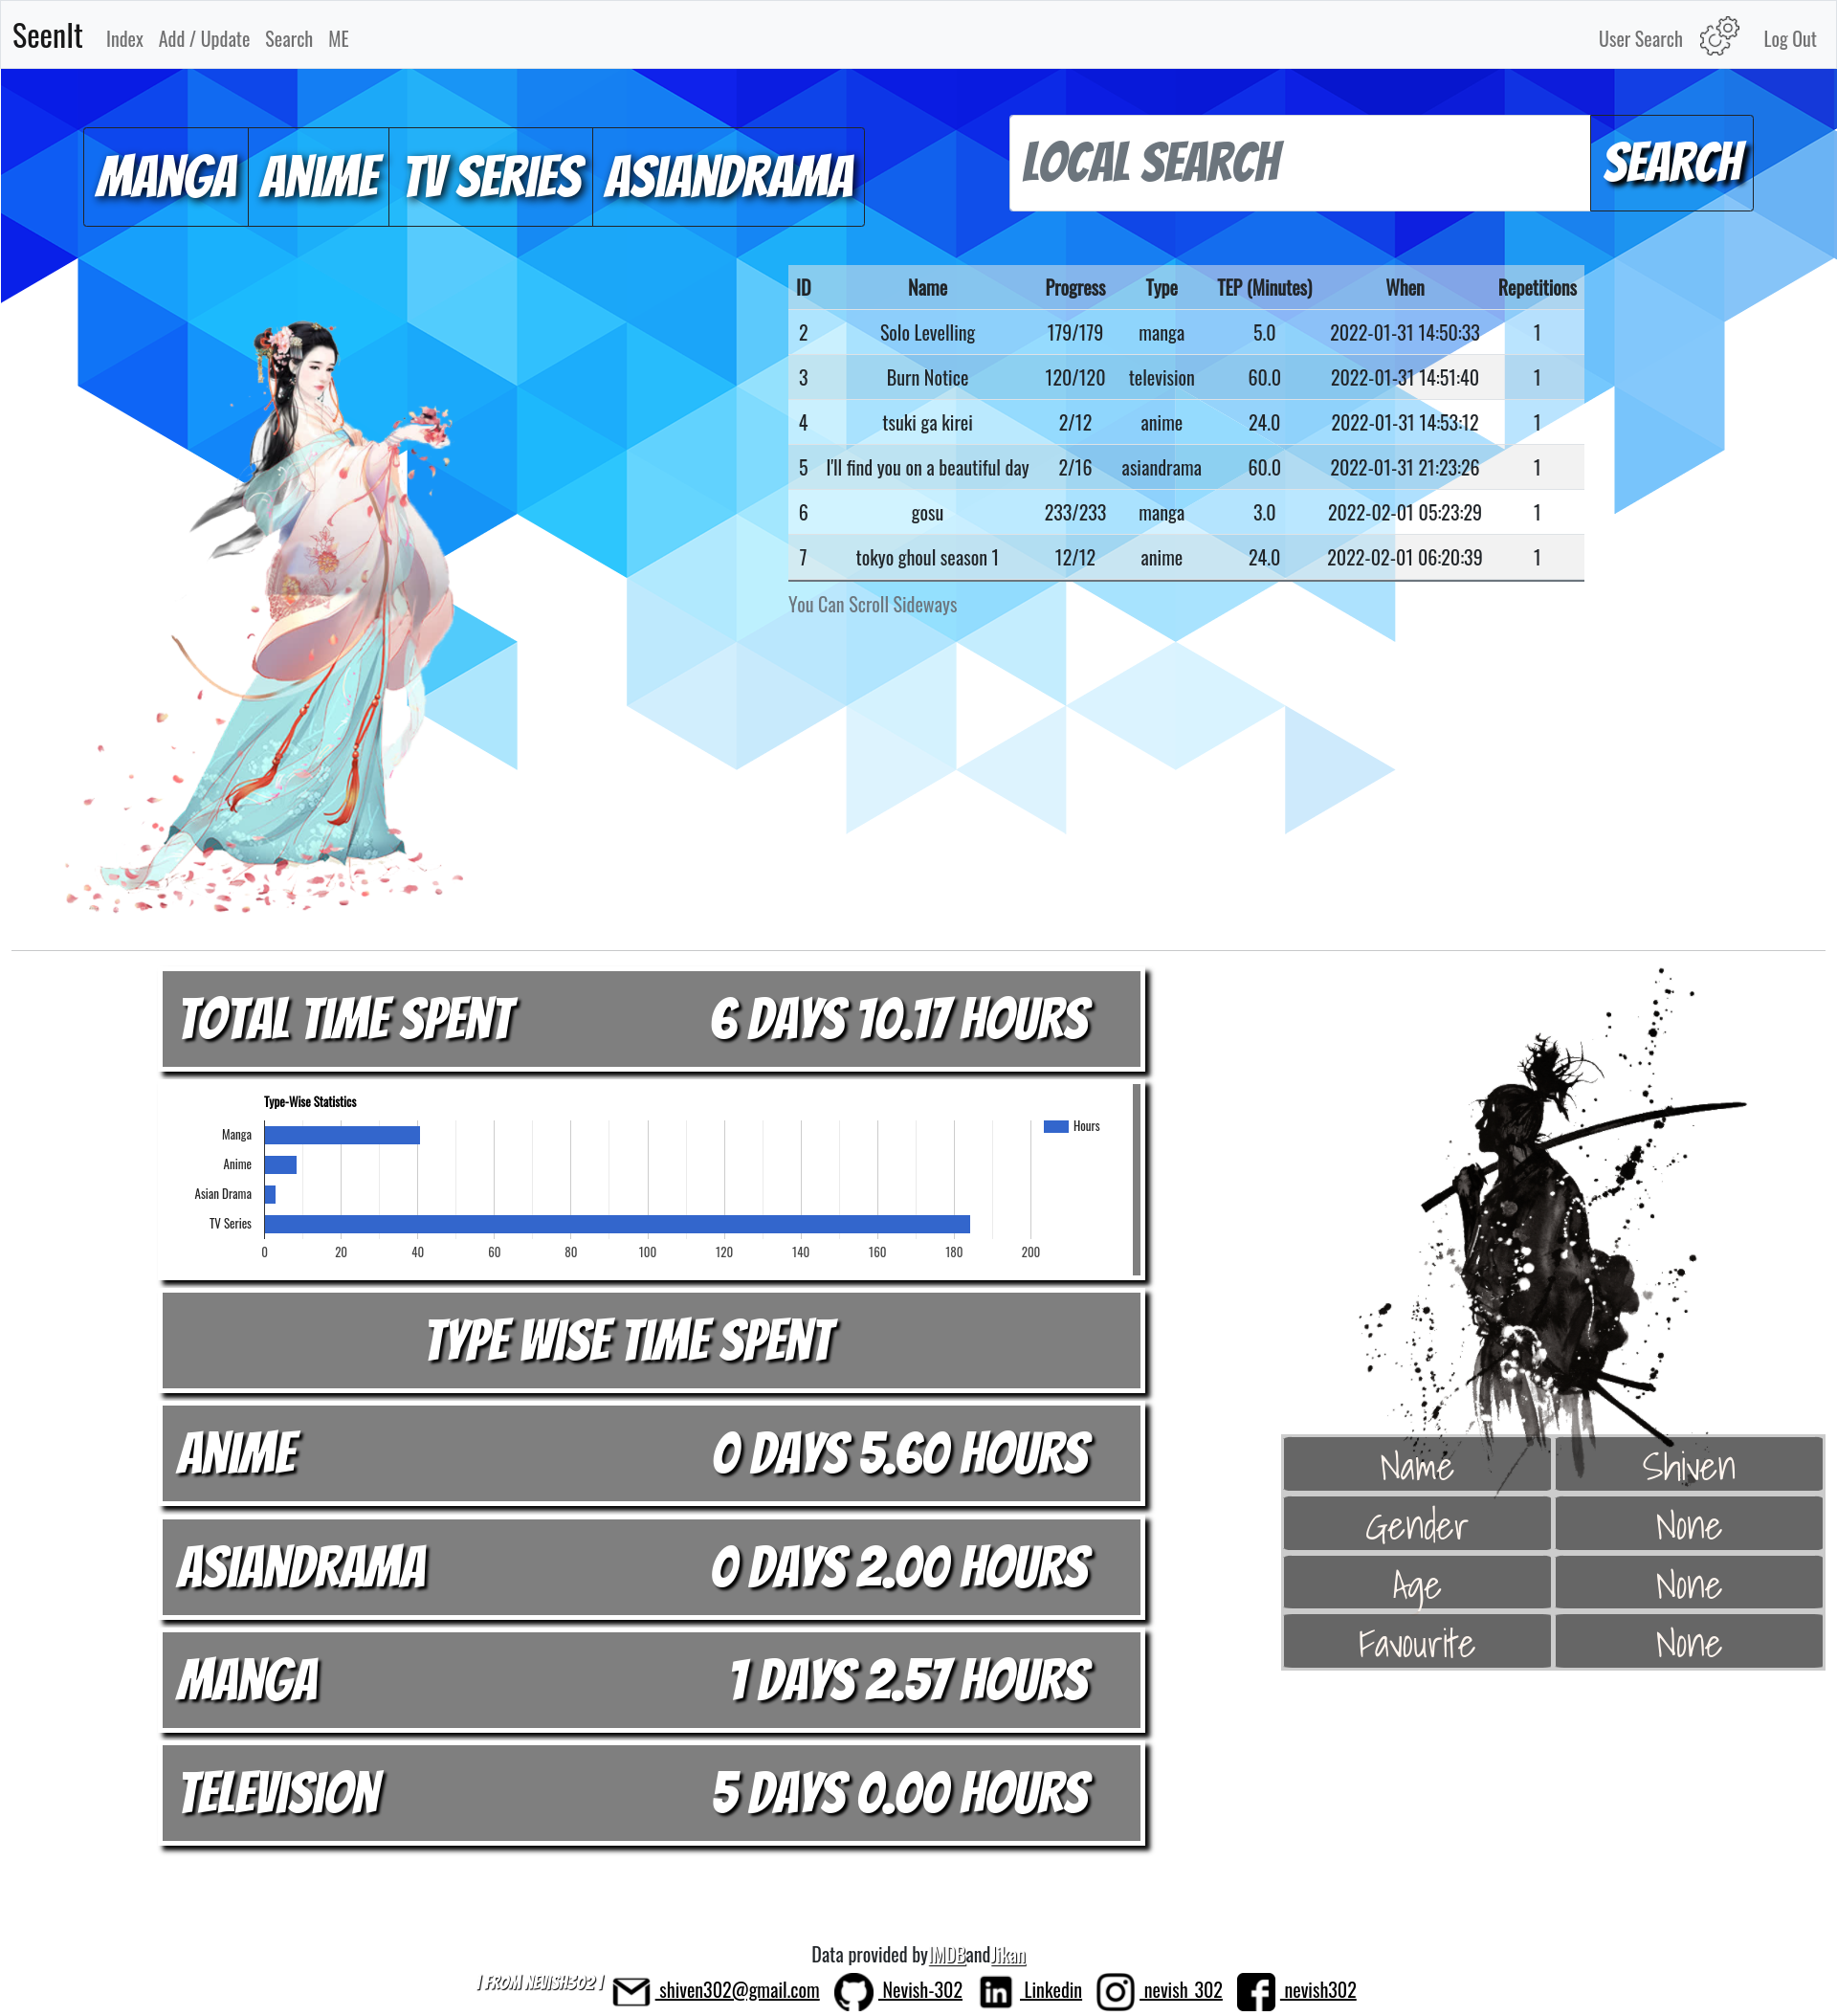 SeenIt Index Add / Update Search ME User Search Log Out
MANGA ANIME TV SERIES ASIANDRAMA
LOCAL SEARCH SEARCH
ID Name Progress Type TEP (Minutes) When Repetitions
2 Solo Levelling 179/179 manga 5.0 2022-01-31 14:50:33 1
3 Burn Notice 120/120 television 60.0 2022-01-31 14:51:40 1
4 tsuki ga kirei 2/12 anime 24.0 2022-01-31 14:53:12 1
5 I'll find you on a beautiful day 2/16 asiandrama 60.0 2022-01-31 21:23:26 1
6 gosu 233/233 manga 3.0 2022-02-01 05:23:29 1
7 tokyo ghoul season 1 12/12 anime 24.0 2022-02-01 06:20:39 1
You Can Scroll Sideways
TOTAL TIME SPENT 6 DAYS 10.17 HOURS
Type-Wise Statistics
Manga
Anime
Asian Drama
TV Series
0 20 40 60 80 100 120 140 160 180 200
Hours
TYPE WISE TIME SPENT
ANIME 0 DAYS 5.60 HOURS
ASIANDRAMA 0 DAYS 2.00 HOURS
MANGA 1 DAYS 2.57 HOURS
TELEVISION 5 DAYS 0.00 HOURS
Name Shiven
Gender None
Age None
Favourite None
Data provided by IMDB and Jikan
! FROM NEVISH302 ! shiven302@gmail.com Nevish-302 Linkedin nevish_302 nevish302